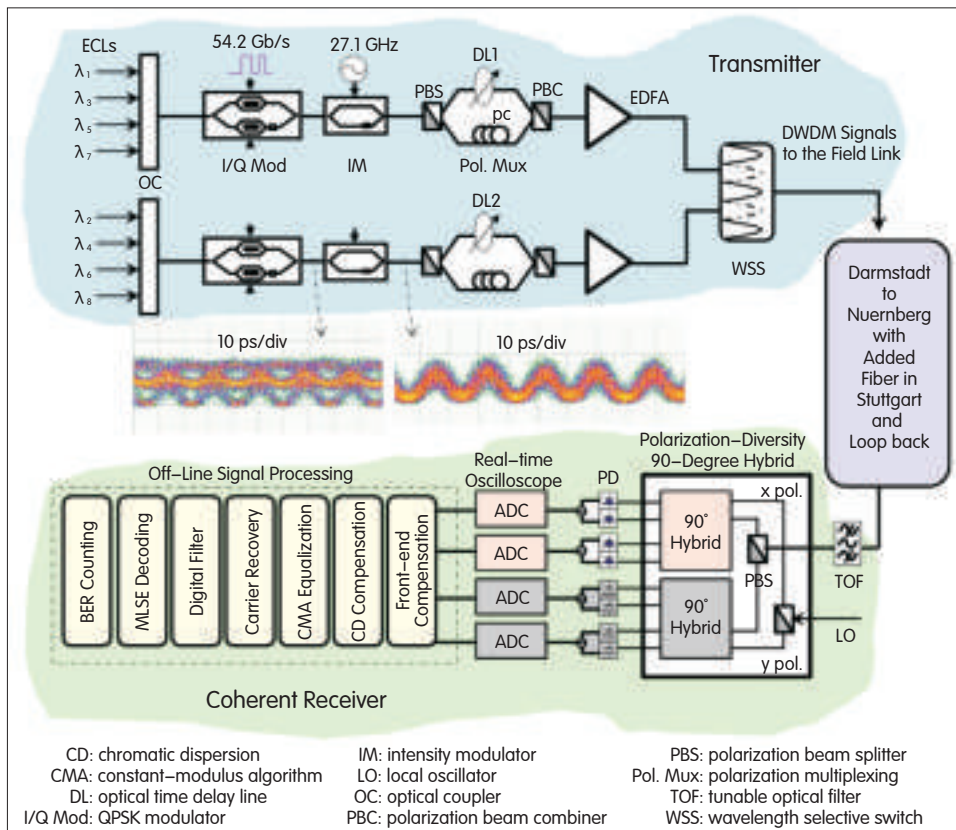 ECLs
54.2 Gb/s
27.1 GHz
DL1
Transmitter
λ1
λ3
λ5
λ7
PBS
PBC
EDFA
pc
I/Q Mod
IM
Pol. Mux
OC
DWDM Signals
to the Field Link
λ2
λ4
λ6
λ8
DL2
WSS
10 ps/div
10 ps/div
Darmstadt
to
Nuernberg
with
Added
Fiber in
Stuttgart
and
Loop back
Off-Line Signal Processing
Real-time
Oscilloscope
PD
Polarization-Diversity
90-Degree Hybrid
BER Counting
MLSE Decoding
Digital Filter
Carrier Recovery
CMA Equalization
CD Compensation
Front-end
Compensation
ADC
ADC
ADC
ADC
x pol.
90°
Hybrid
PBS
90°
Hybrid
y pol.
TOF
LO
Coherent Receiver
CD: chromatic dispersion
CMA: constant-modulus algorithm
DL: optical time delay line
I/Q Mod: QPSK modulator
IM: intensity modulator
LO: local oscillator
OC: optical coupler
PBC: polarization beam combiner
PBS: polarization beam splitter
Pol. Mux: polarization multiplexing
TOF: tunable optical filter
WSS: wavelength selective switch